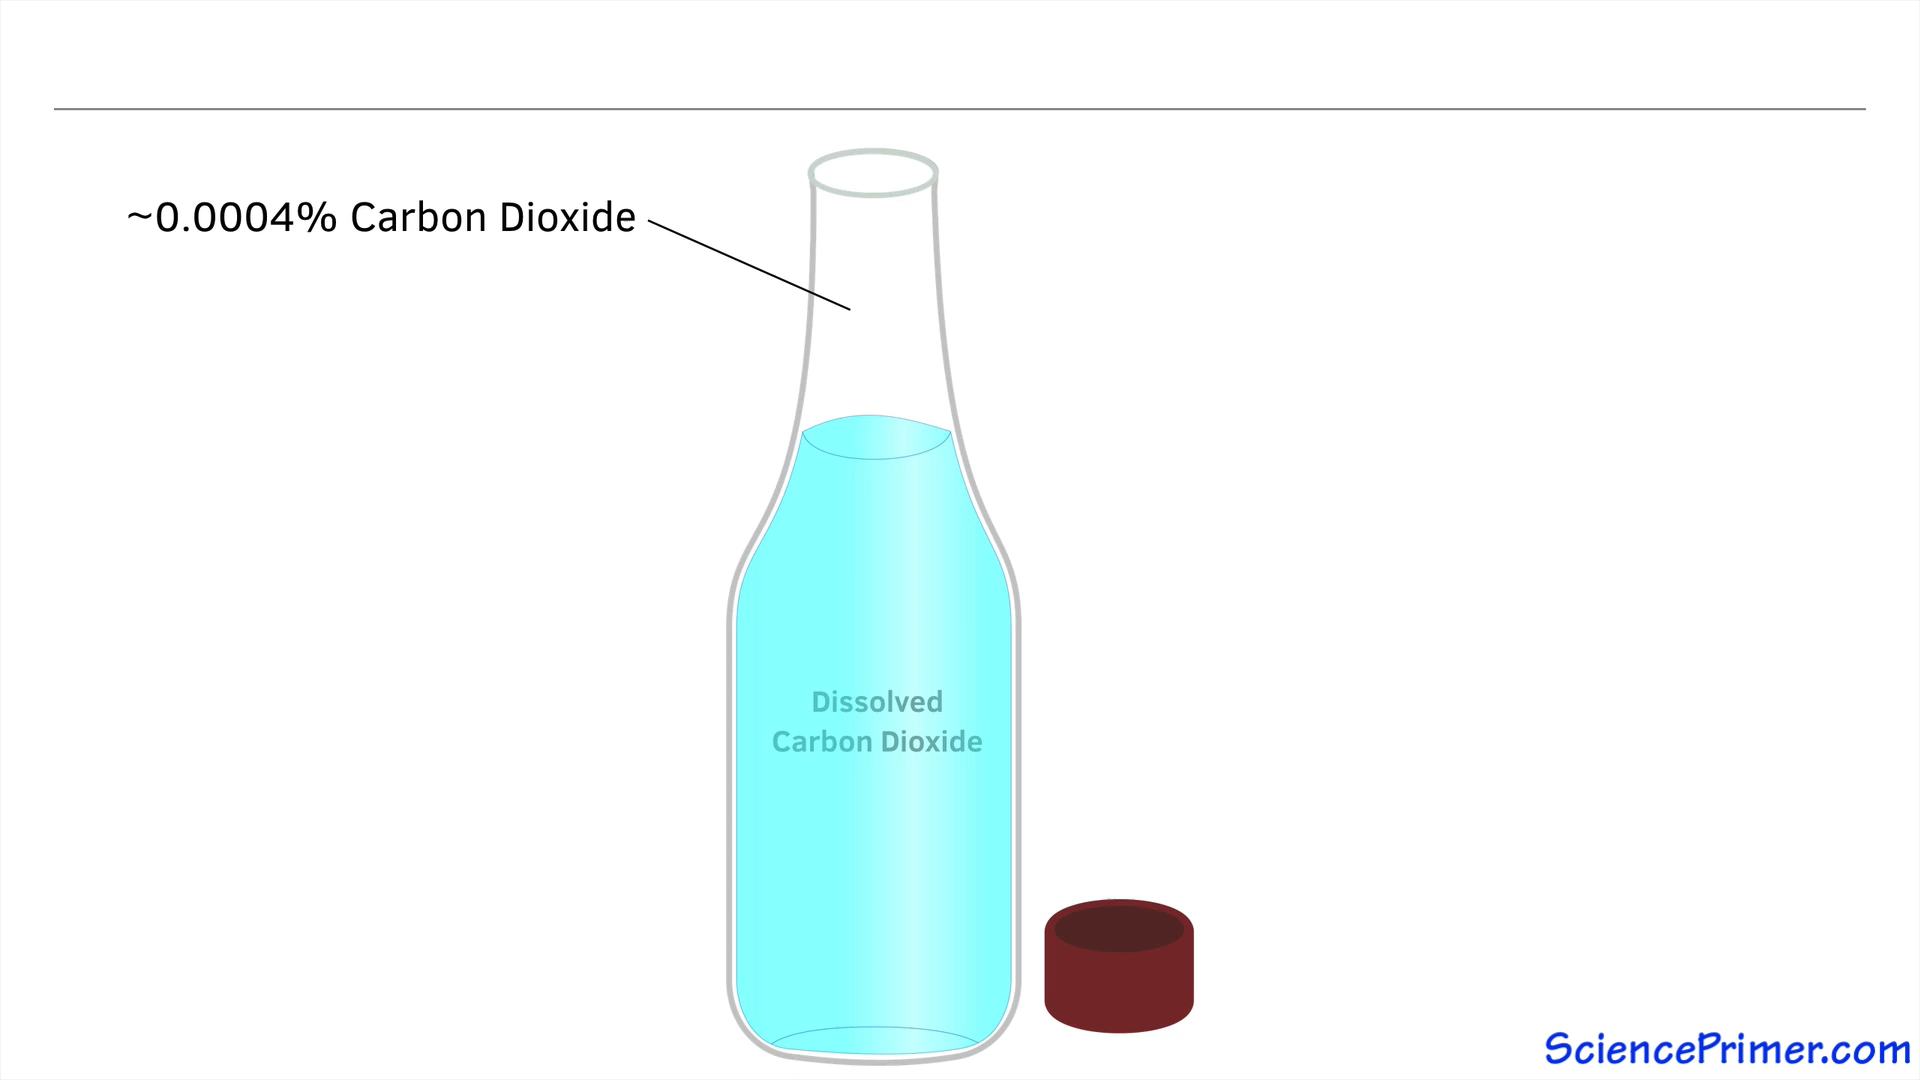 ~0.0004% Carbon Dioxide
Dissolved
Carbon Dioxide
SciencePrimer.com